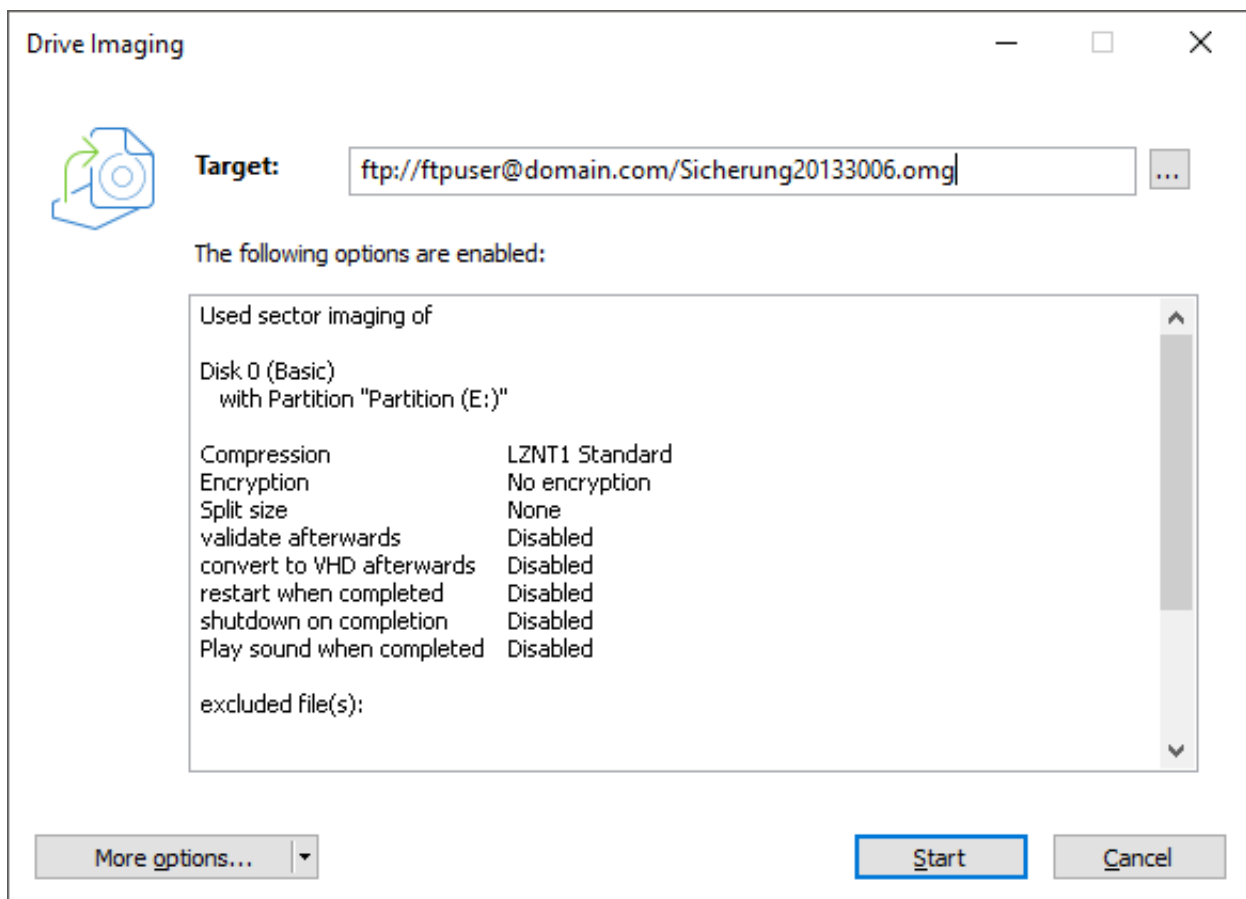 Drive Imaging
Target: ftp://ftpuser@domain.com/Sicherung20133006.omg ...
The following options are enabled:
Used sector imaging of
Disk 0 (Basic)
with Partition "Partition (E:)"
Compression LZNT1 Standard
Encryption No encryption
Split size None
validate afterwards Disabled
convert to VHD afterwards Disabled
restart when completed Disabled
shutdown on completion Disabled
Play sound when completed Disabled
excluded file(s):
More options... Start Cancel